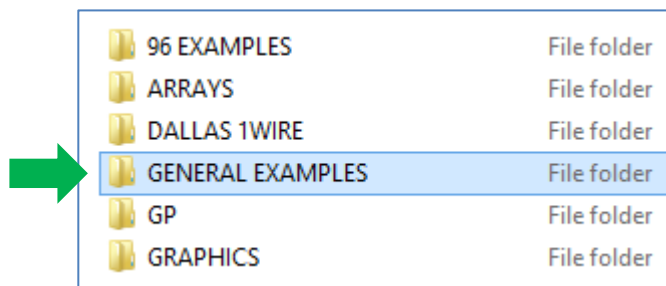 96 EXAMPLES File folder
ARRAYS File folder
DALLAS 1WIRE File folder
GENERAL EXAMPLES File folder
GP File folder
GRAPHICS File folder